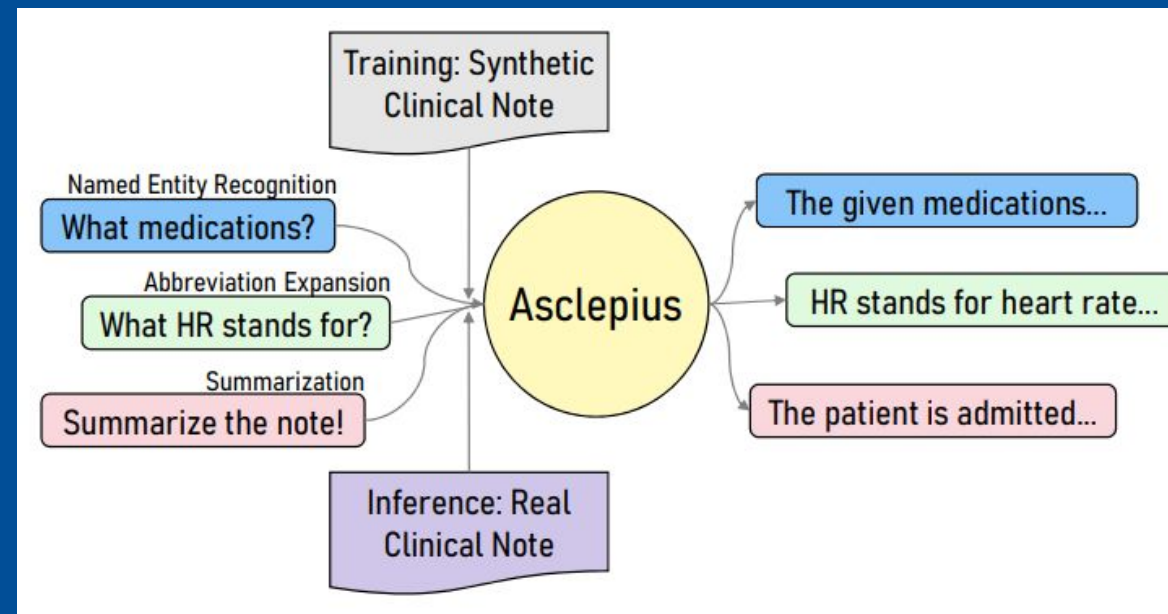 Training: Synthetic
Clinical Note
Named Entity Recognition
What medications?
Abbreviation Expansion
What HR stands for?
Summarization
Summarize the note!
Asclepius
The given medications...
HR stands for heart rate...
The patient is admitted...
Inference: Real
Clinical Note